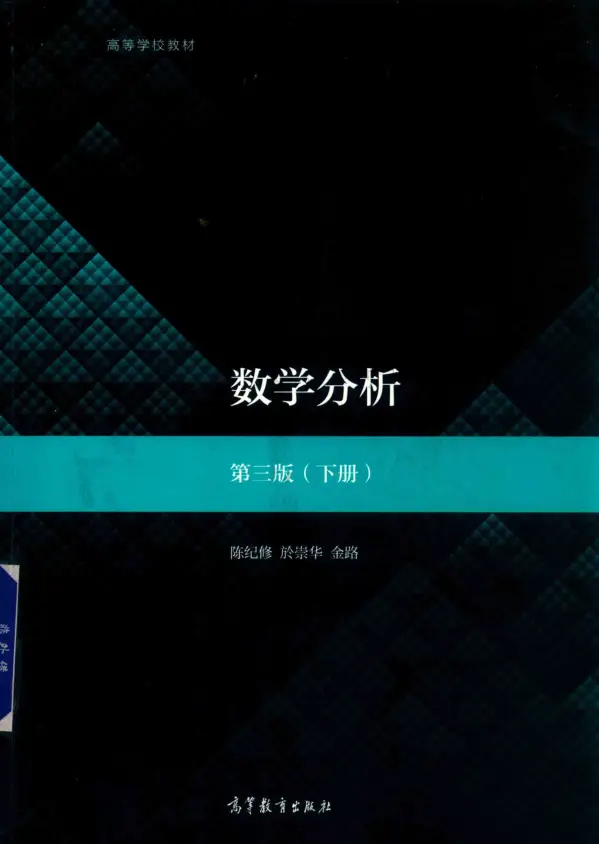 高等学校教材
数学分析
第三版(下册)
陈纪修 於崇华 金路
高等教育出版社